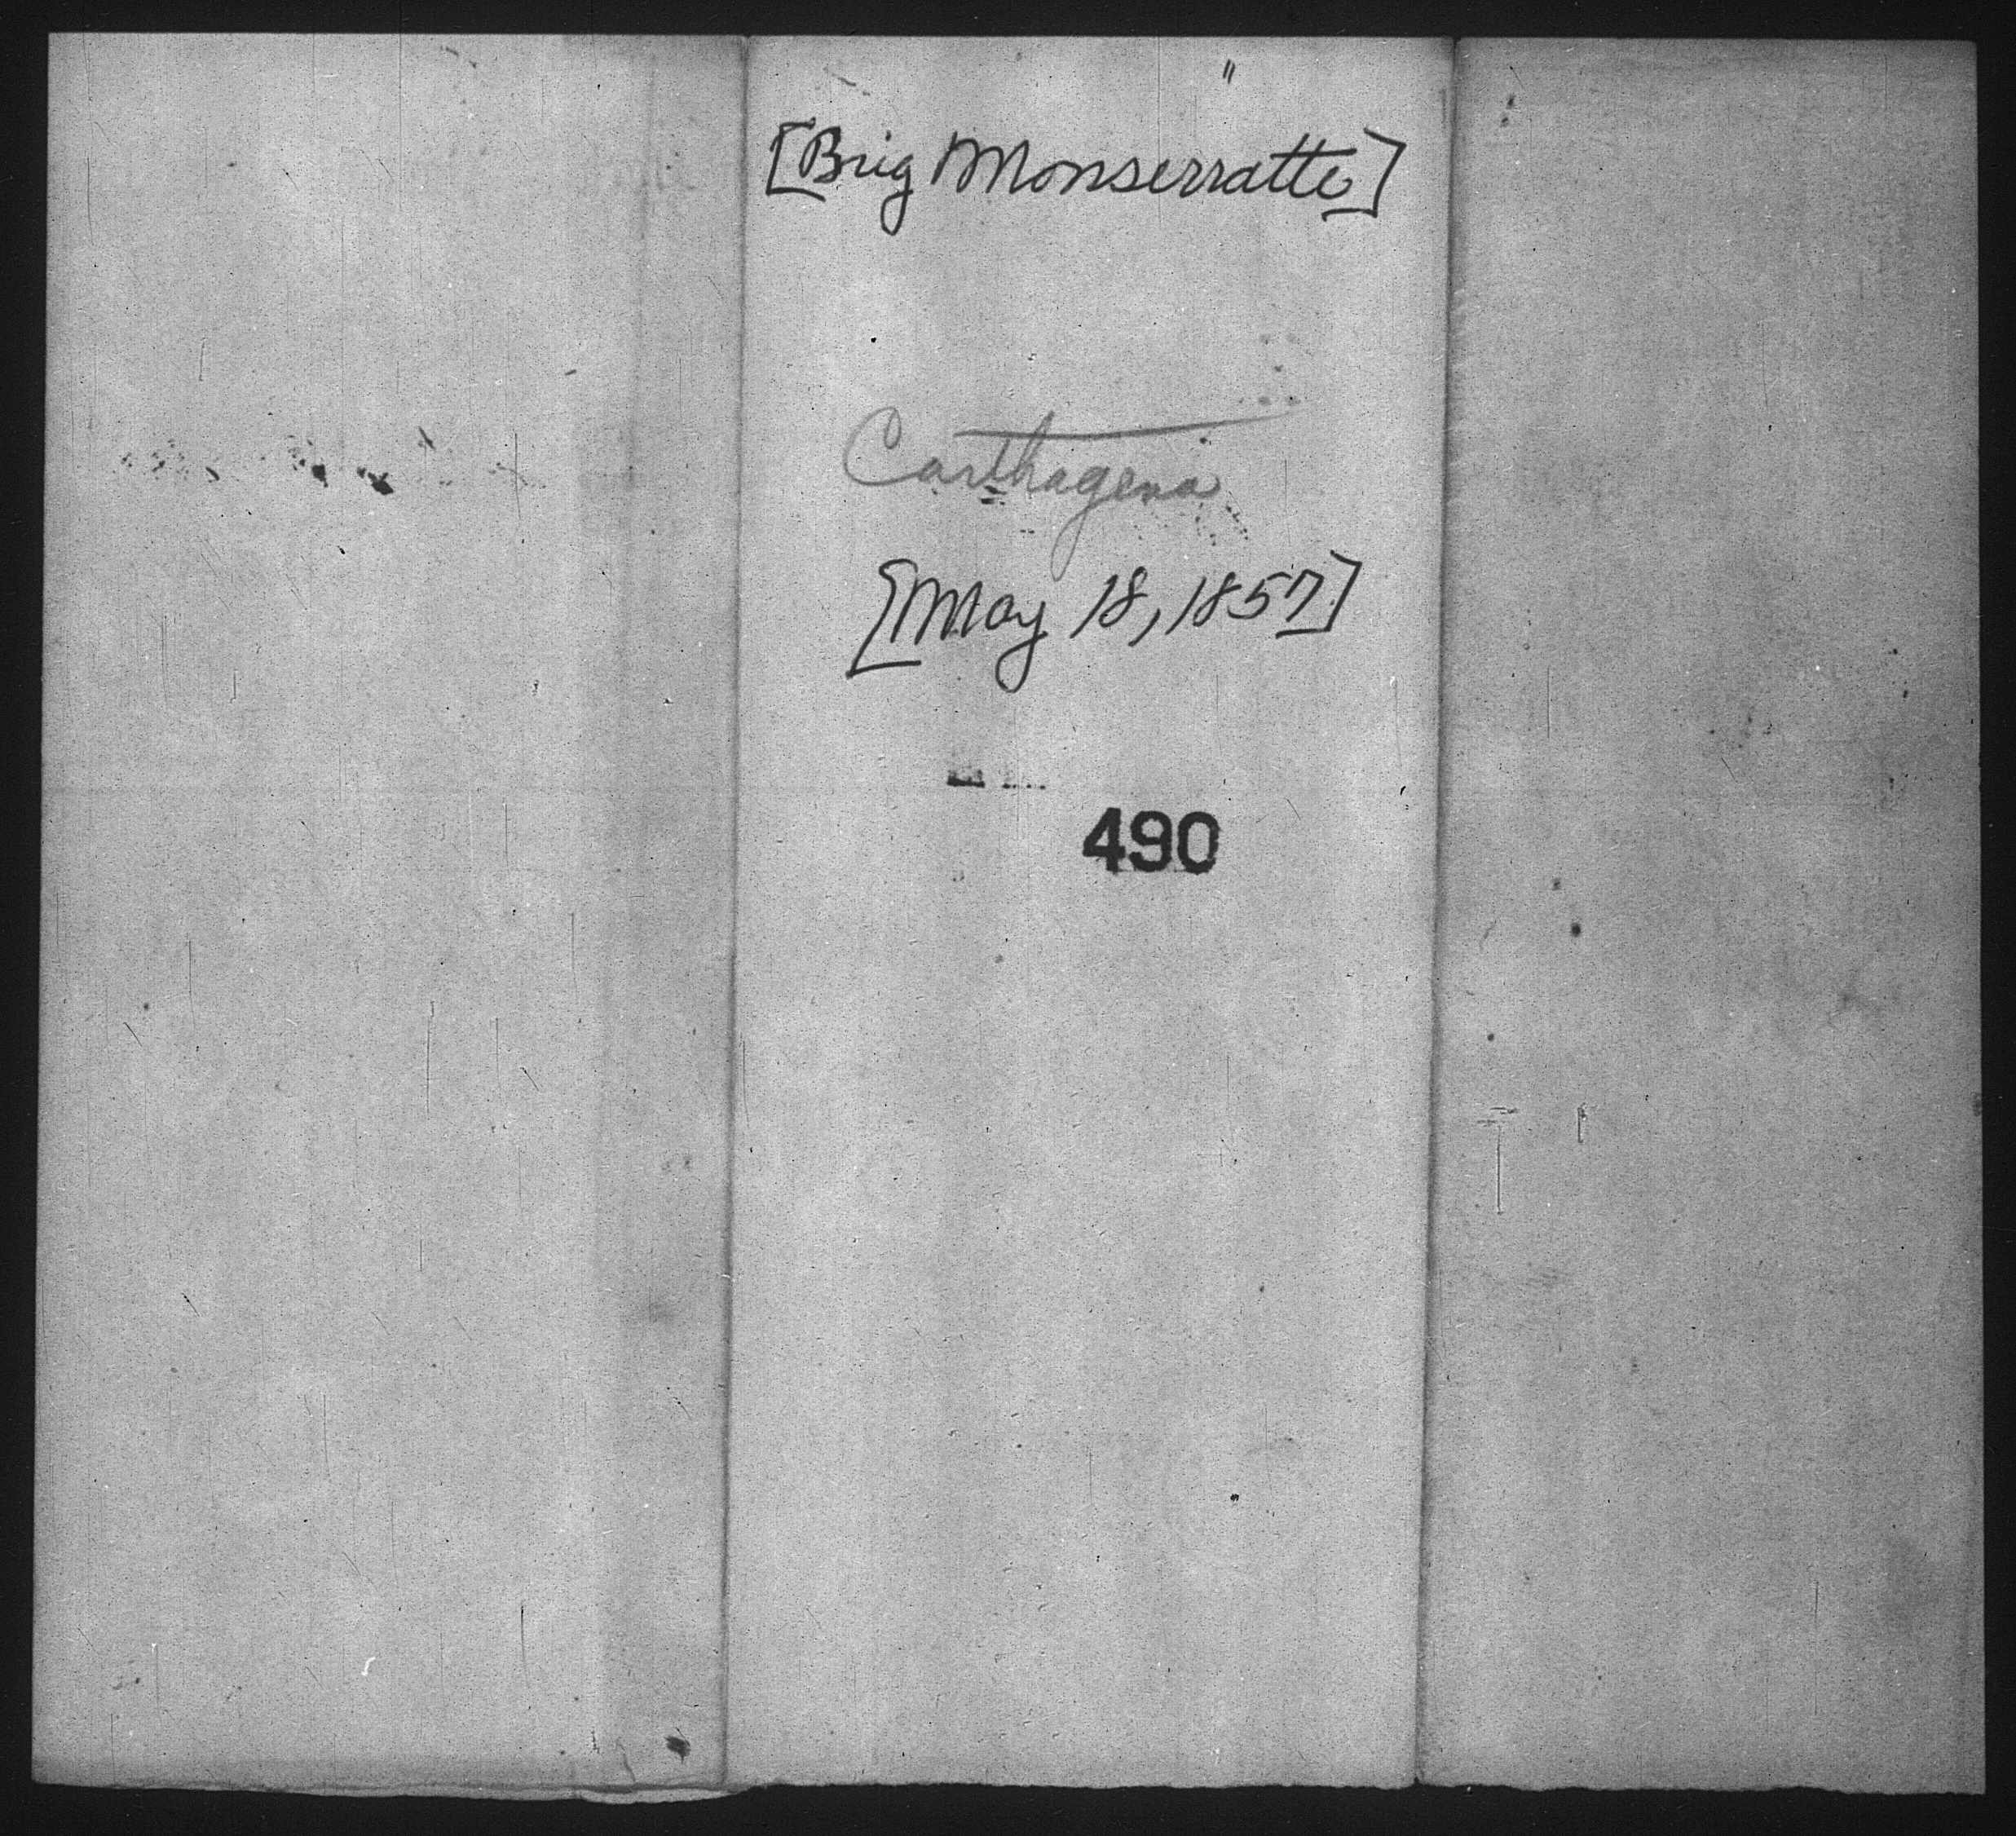 [Brig Monserratte]
Carthagena
[May 18, 1857]
490